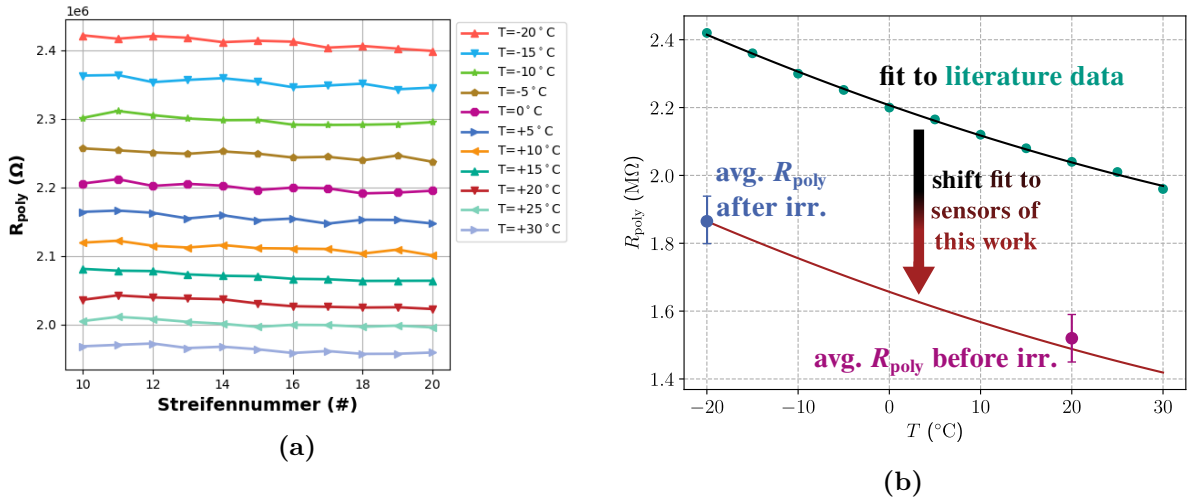 1e6
2.4
2.3
2.2
2.1
2.0
R_poly (Ω)
10 12 14 16 18 20
Streifennummer (#)
T=-20°C
T=-15°C
T=-10°C
T=-5°C
T=0°C
T=+5°C
T=+10°C
T=+15°C
T=+20°C
T=+25°C
T=+30°C
(a)
2.4
2.2
2.0
1.8
1.6
1.4
R_poly (MΩ)
fit to literature data
avg. R_poly
after irr.
shift fit to
sensors of
this work
avg. R_poly before irr.
−20 −10 0 10 20 30
T (°C)
(b)